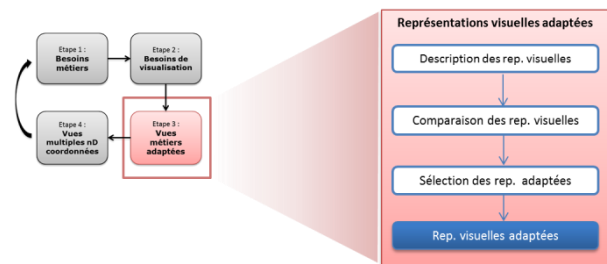 Etape 1 :
Besoins
métiers
Etape 2 :
Besoins de
visualisation
Etape 4 :
Vues
multiples nD
coordonnées
Etape 3 :
Vues
métiers
adaptées
Représentations visuelles adaptées
Description des rep. visuelles
Comparaison des rep. visuelles
Sélection des rep. adaptées
Rep. visuelles adaptées